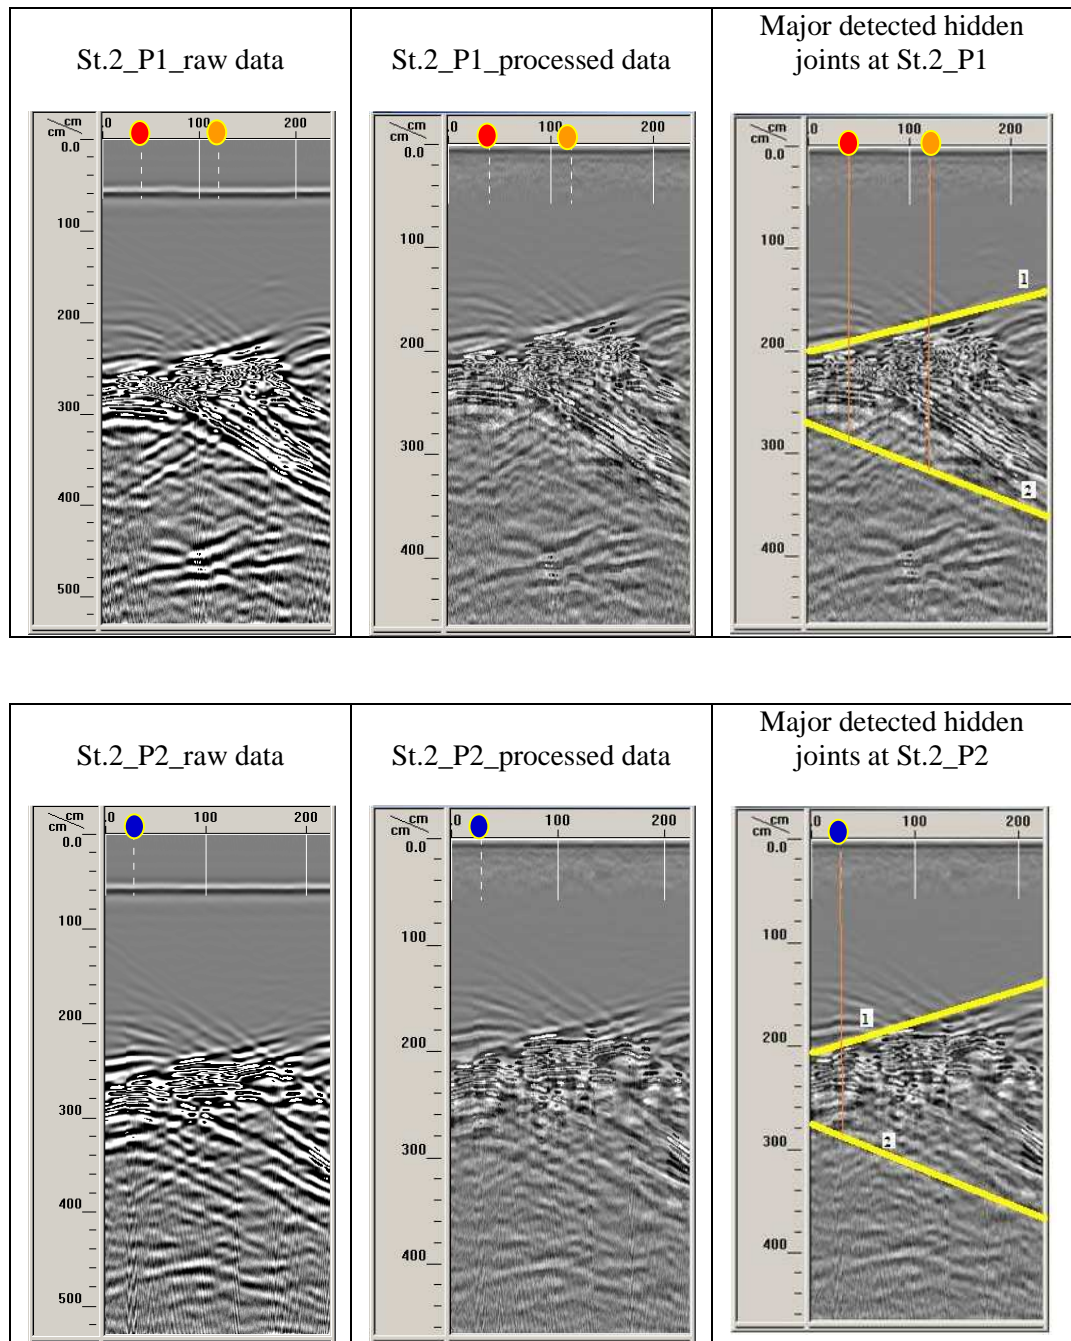 St.2_P1_raw data
St.2_P1_processed data
Major detected hidden
joints at St.2_P1
cm
cm
.0
100
200
0.0
100
200
300
400
500
cm
cm
.0
100
200
0.0
100
200
300
400
cm
cm
.0
100
200
0.0
100
200
300
400
1
2
St.2_P2_raw data
St.2_P2_processed data
Major detected hidden
joints at St.2_P2
cm
cm
.0
100
200
0.0
100
200
300
400
500
cm
cm
.0
100
200
0.0
100
200
300
400
cm
cm
.0
100
200
0.0
100
200
300
400
1
2